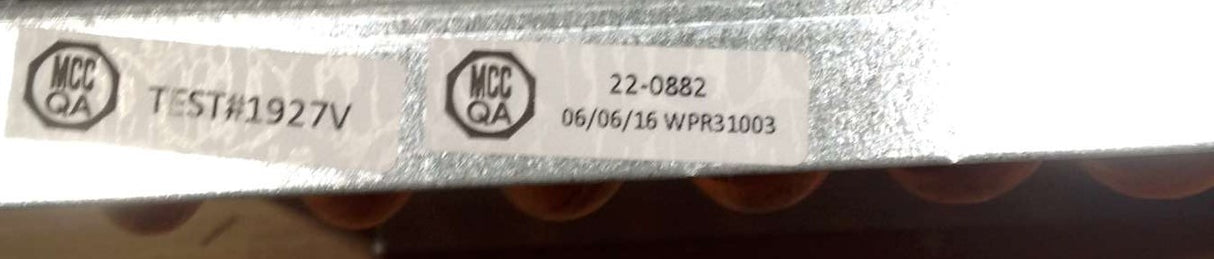 MCC
QA
TEST#1927V
MCC
QA
22-0882
06/06/16 WPR31003